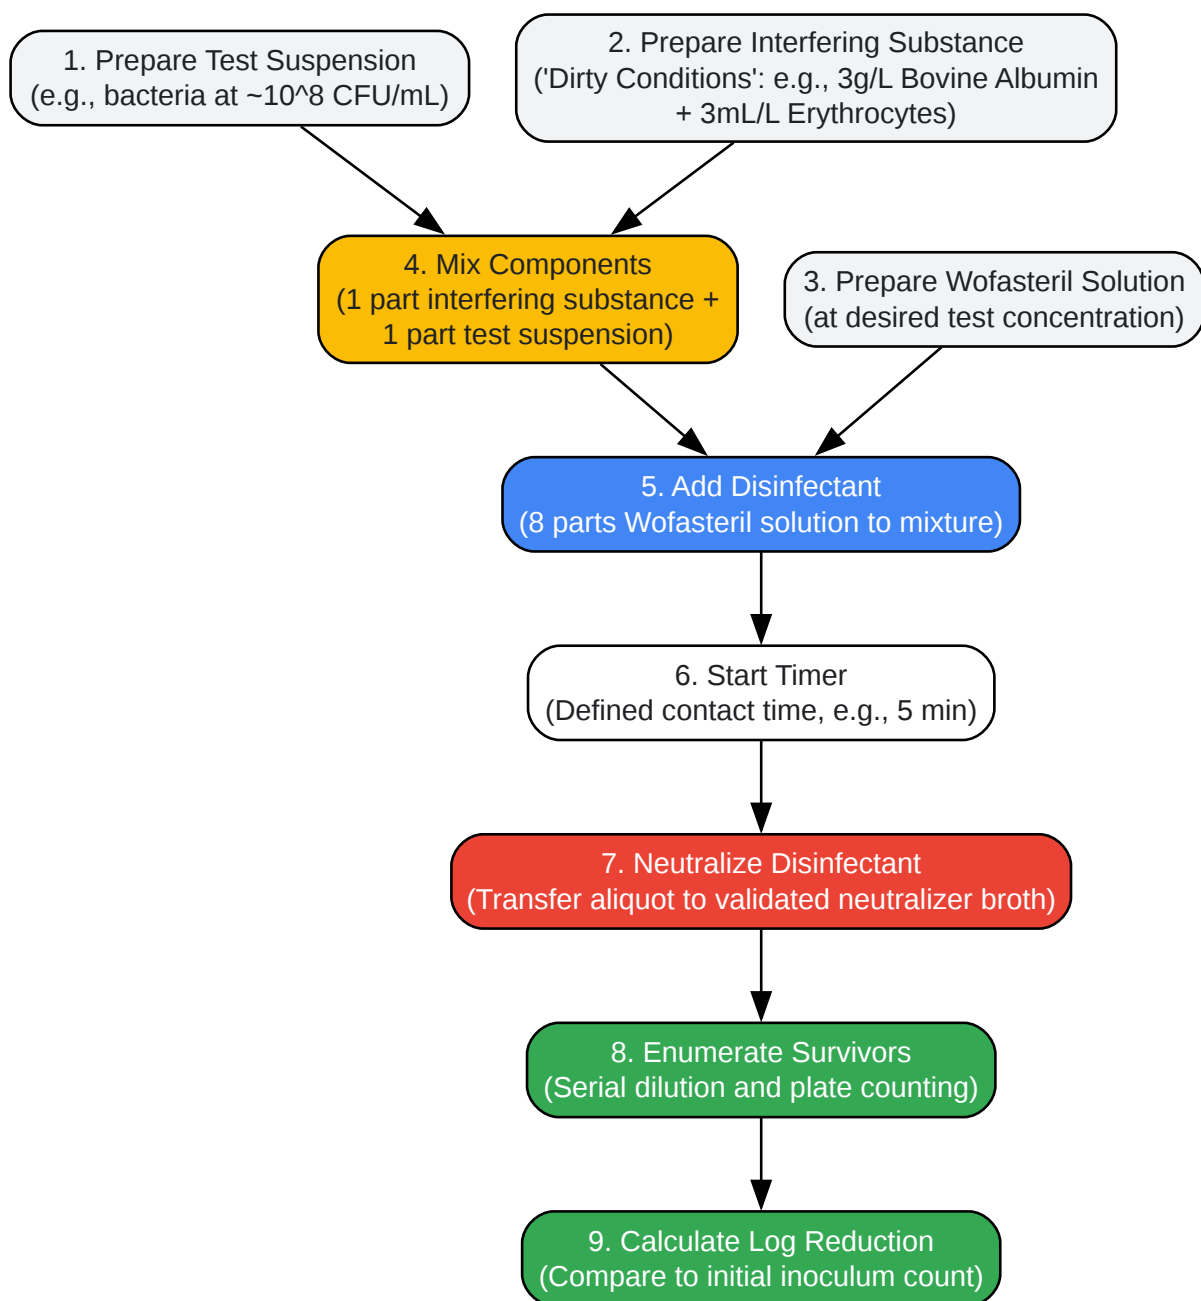 1. Prepare Test Suspension
(e.g., bacteria at ~10^8 CFU/mL)
2. Prepare Interfering Substance
('Dirty Conditions': e.g., 3g/L Bovine Albumin
+ 3mL/L Erythrocytes)
4. Mix Components
(1 part interfering substance +
1 part test suspension)
3. Prepare Wofasteril Solution
(at desired test concentration)
5. Add Disinfectant
(8 parts Wofasteril solution to mixture)
6. Start Timer
(Defined contact time, e.g., 5 min)
7. Neutralize Disinfectant
(Transfer aliquot to validated neutralizer broth)
8. Enumerate Survivors
(Serial dilution and plate counting)
9. Calculate Log Reduction
(Compare to initial inoculum count)